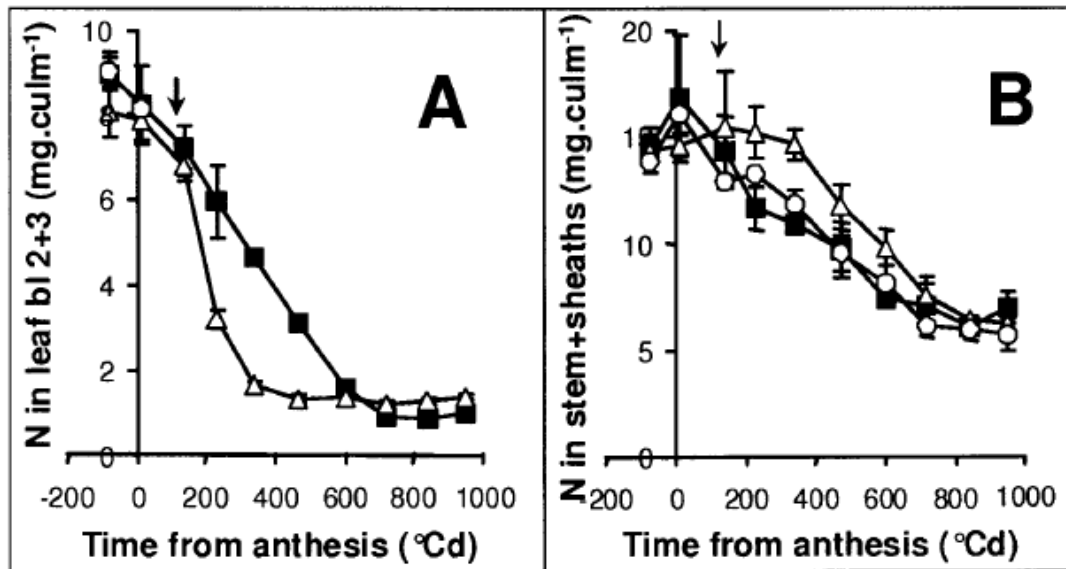 A
B
N in leaf bl 2+3 (mg.culm-1)
10
8
6
4
2
0
-200 0 200 400 600 800 1000
Time from anthesis (°Cd)
N in stem+sheaths (mg.culm-1)
20
15
10
5
0
200 0 200 400 600 800 1000
Time from anthesis (°Cd)